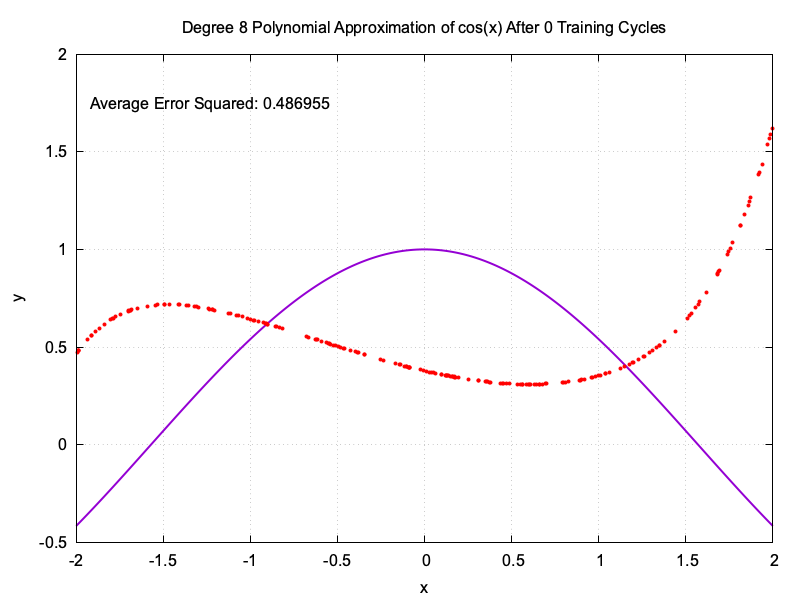 Degree 8 Polynomial Approximation of cos(x) After 0 Training Cycles
2
Average Error Squared: 0.486955
1.5
1
y
0.5
0
-0.5
-2 -1.5 -1 -0.5 0 0.5 1 1.5 2
x